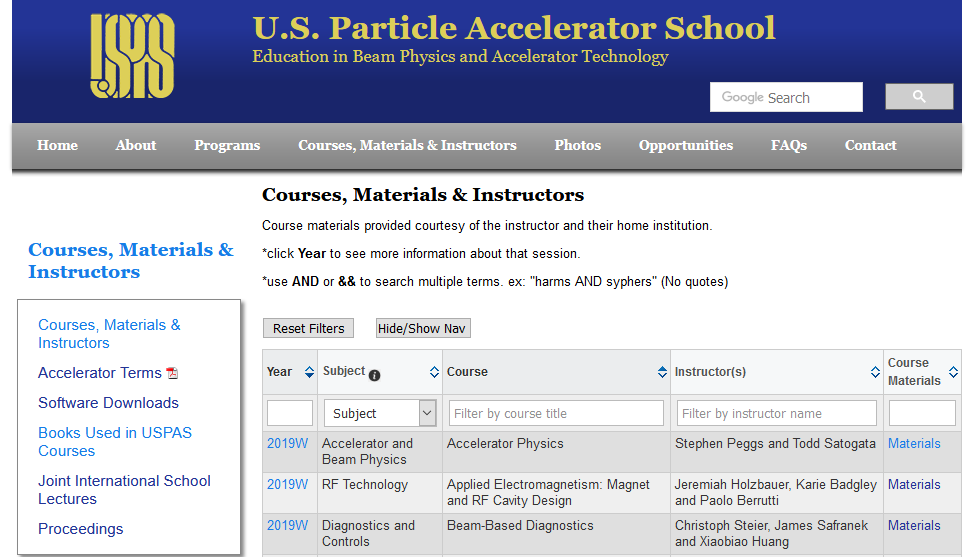 USPAS
U.S. Particle Accelerator School
Education in Beam Physics and Accelerator Technology
Google Search
Home About Programs Courses, Materials & Instructors Photos Opportunities FAQs Contact
Courses, Materials &
Instructors
Courses, Materials &
Instructors
Accelerator Terms
Software Downloads
Books Used in USPAS
Courses
Joint International School
Lectures
Proceedings
Courses, Materials & Instructors
Course materials provided courtesy of the instructor and their home institution.
*click Year to see more information about that session.
*use AND or && to search multiple terms. ex: "harms AND syphers" (No quotes)
Reset Filters Hide/Show Nav
Year Subject i Course Instructor(s) Course
Materials
Subject Filter by course title Filter by instructor name
2019W Accelerator and Accelerator Physics Stephen Peggs and Todd Satogata Materials
Beam Physics
2019W RF Technology Applied Electromagnetism: Magnet Jeremiah Holzbauer, Karie Badgley Materials
and RF Cavity Design and Paolo Berrutti
2019W Diagnostics and Beam-Based Diagnostics Christoph Steier, James Safranek Materials
Controls and Xiaobiao Huang